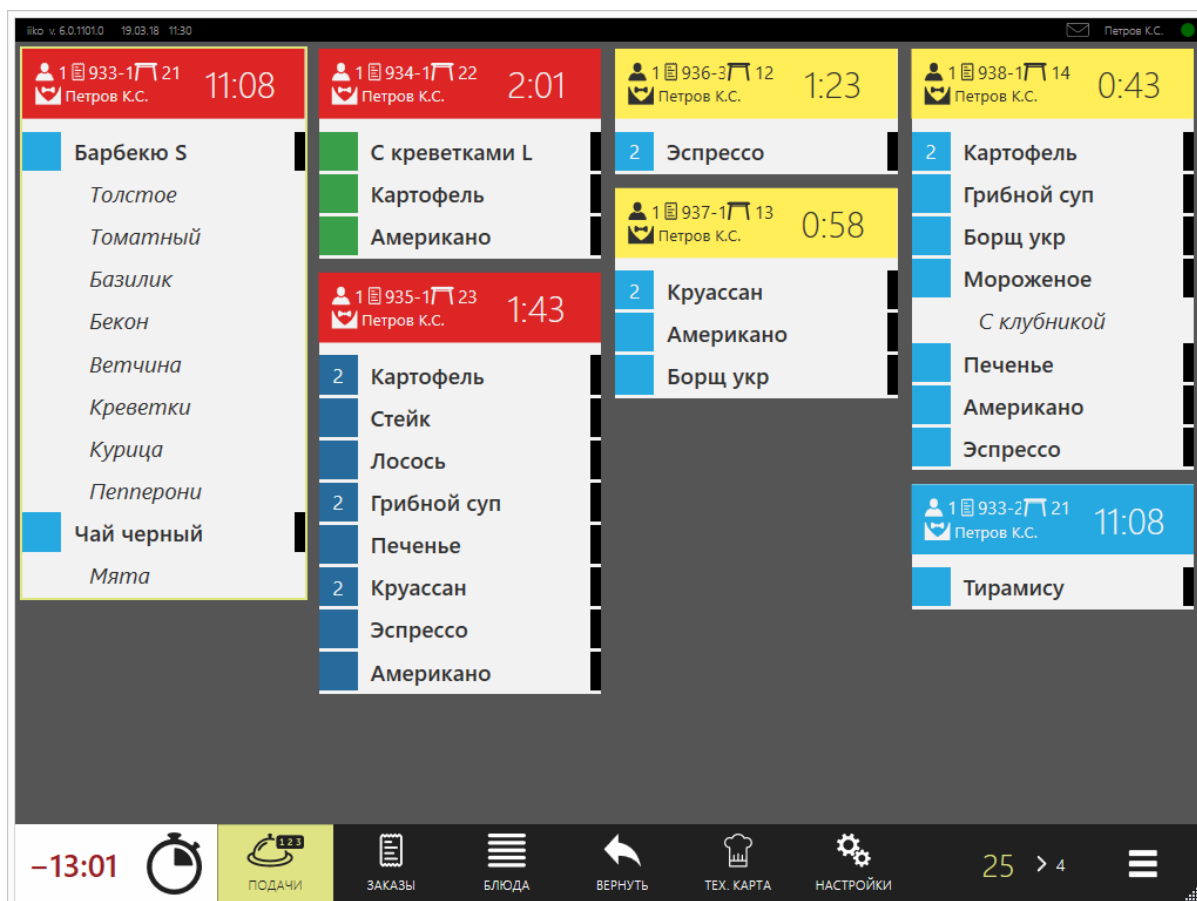 iiko v. 6.0.1101.0 19.03.18 11:30 Петров К.С.
1 933-1 21 11:08
Петров К.С.
Барбекю S
Толстое
Томатный
Базилик
Бекон
Ветчина
Креветки
Курица
Пепперони
Чай черный
Мята
1 934-1 22 2:01
Петров К.С.
С креветками L
Картофель
Американо
1 935-1 23 1:43
Петров К.С.
2 Картофель
Стейк
Лосось
2 Грибной суп
Печенье
2 Круассан
Эспрессо
Американо
1 936-3 12 1:23
Петров К.С.
2 Эспрессо
1 937-1 13 0:58
Петров К.С.
2 Круассан
Американо
Борщ укр
1 938-1 14 0:43
Петров К.С.
2 Картофель
Грибной суп
Борщ укр
Мороженое
С клубникой
Печенье
Американо
Эспрессо
1 933-2 21 11:08
Петров К.С.
Тирамису
–13:01
123
ПОДАЧИ
ЗАКАЗЫ
БЛЮДА
ВЕРНУТЬ
ТЕХ. КАРТА
НАСТРОЙКИ
25 > 4